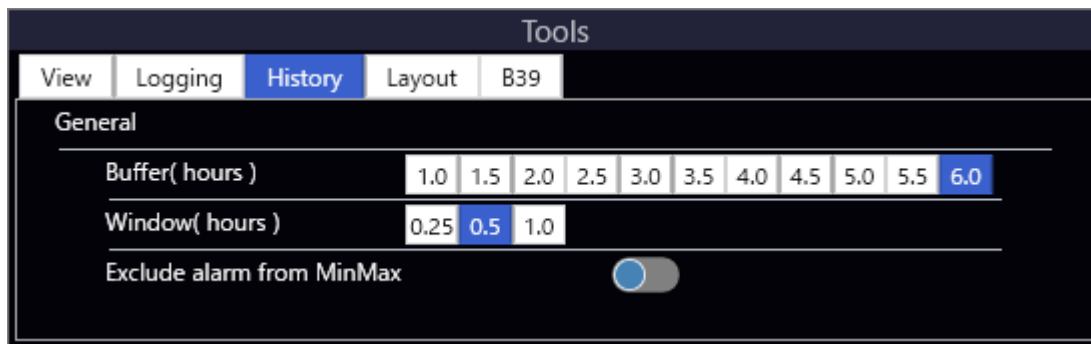 Tools
View Logging History Layout B39
General
Buffer( hours ) 1.0 1.5 2.0 2.5 3.0 3.5 4.0 4.5 5.0 5.5 6.0
Window( hours ) 0.25 0.5 1.0
Exclude alarm from MinMax